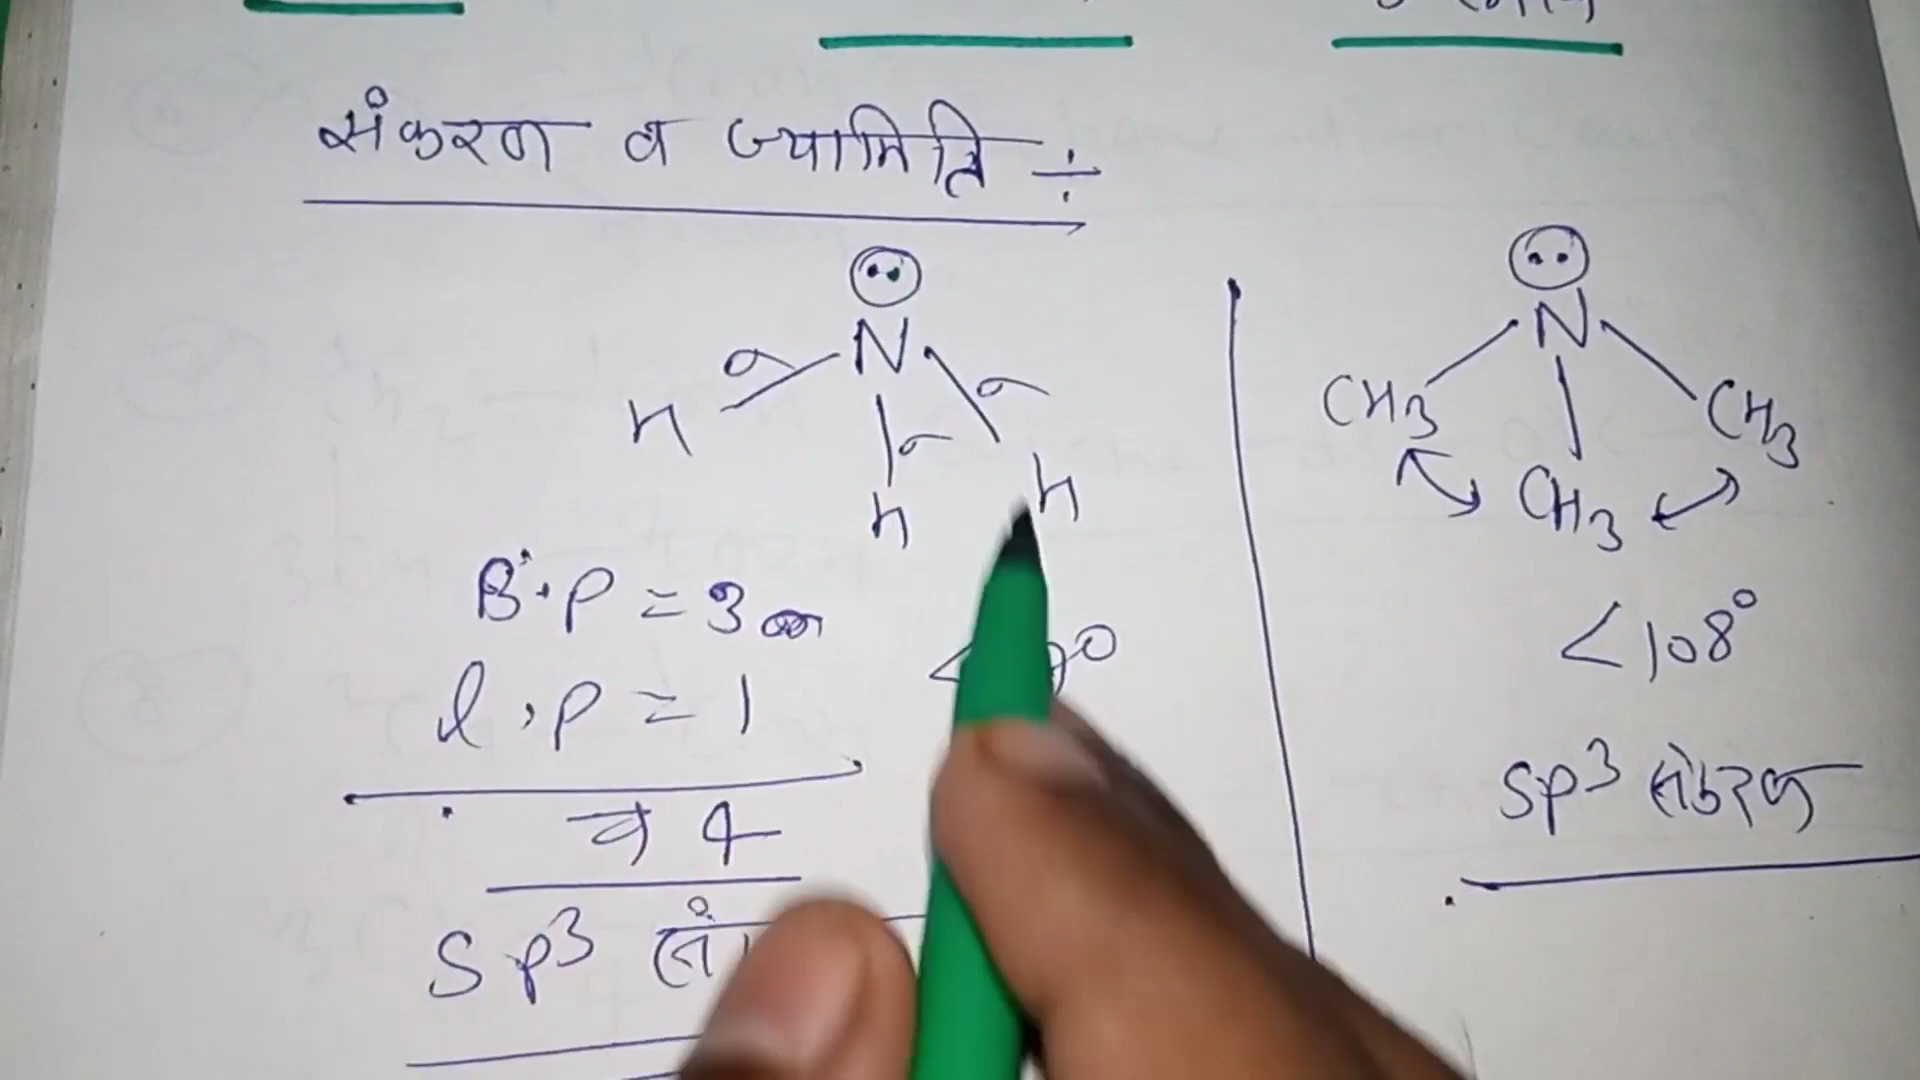 संकरण व ज्यामिति ÷
N
σ σ σ
H H H
B.P = 3
l.p = 1
व 4
Sp³
N
CH3 CH3
CH3
<108°
Sp³ संकरण